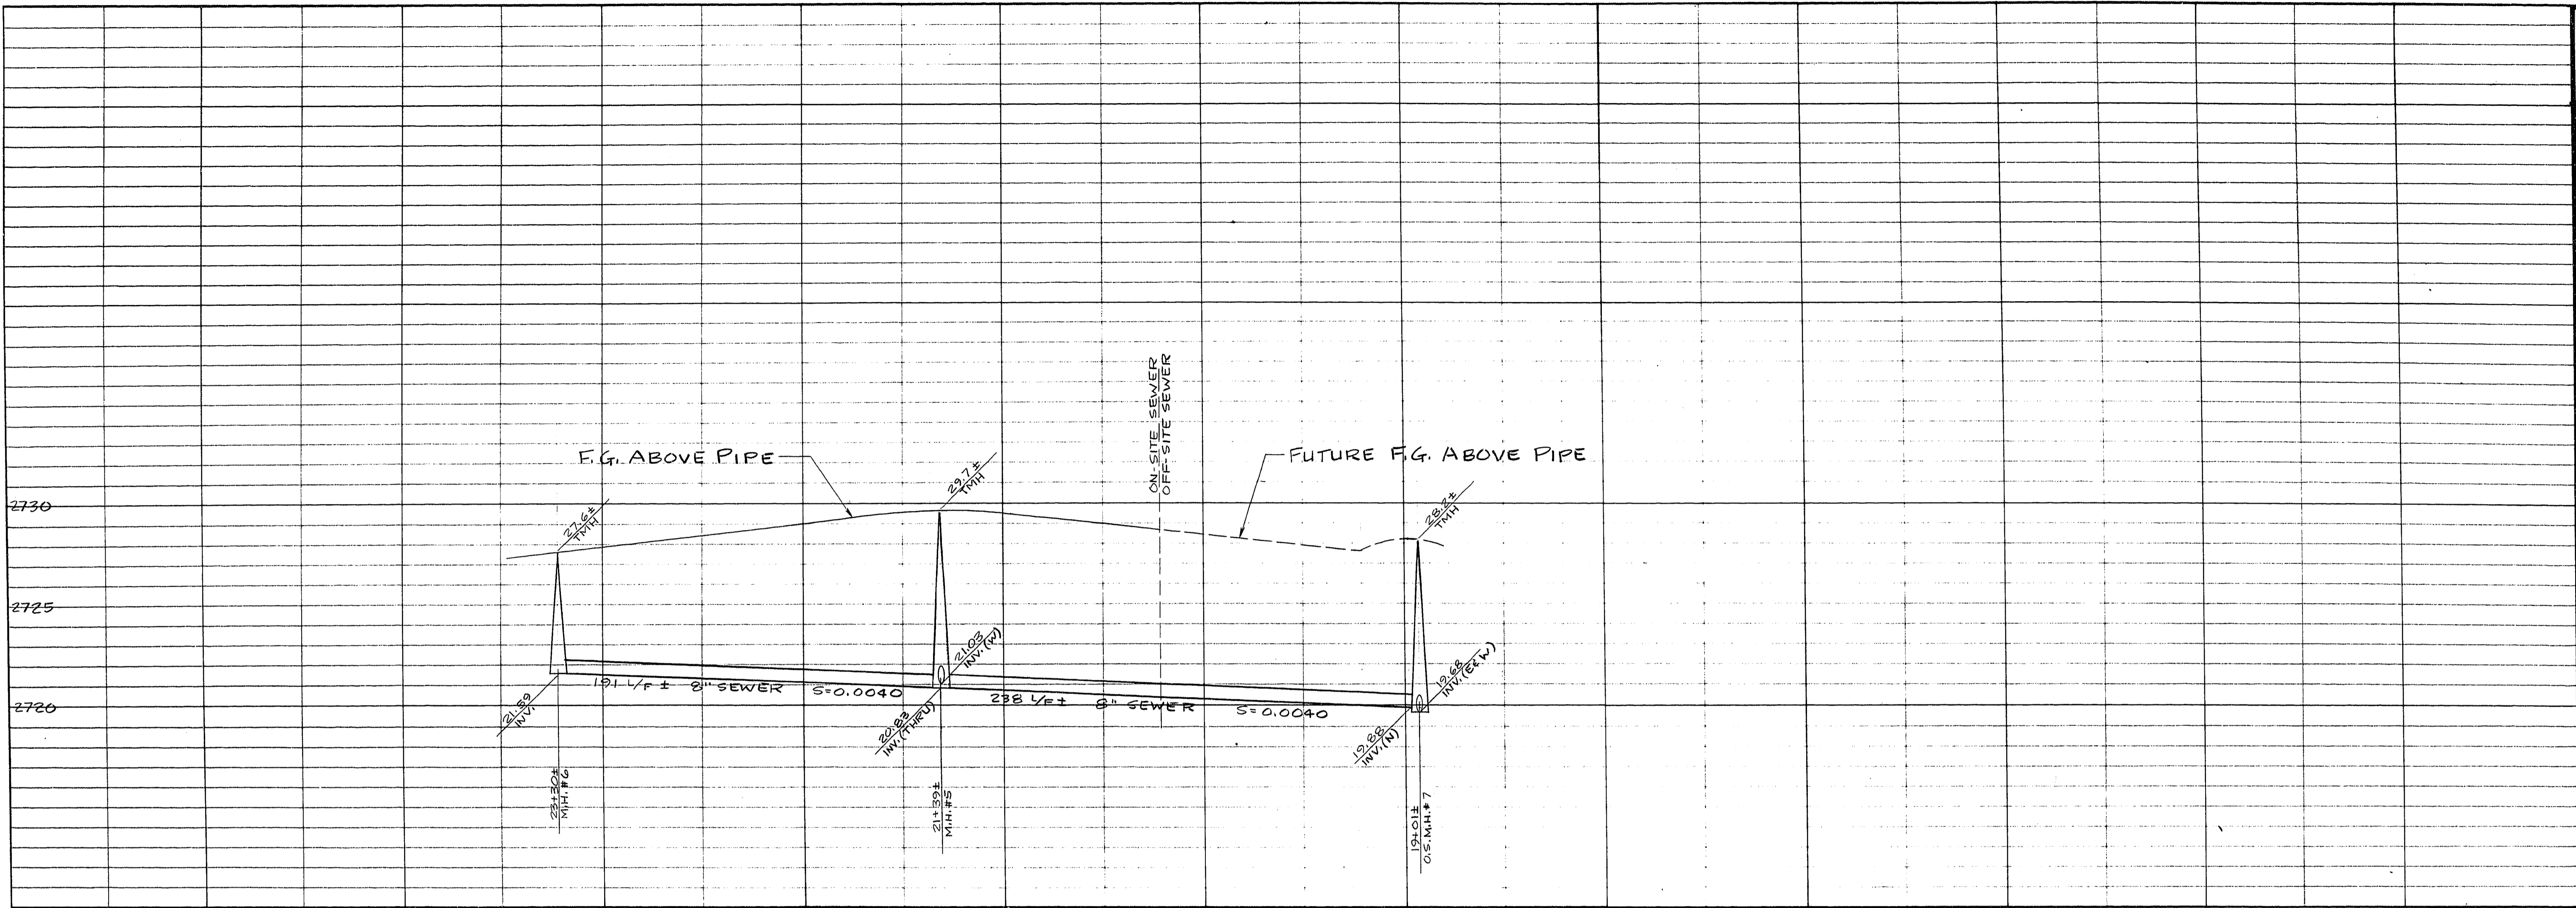 ON-SITE SEWER
OFF-SITE SEWER
F.G. ABOVE PIPE
FUTURE F.G. ABOVE PIPE
2730
27.6±
TMH
29.7±
TMH
28.2±
TMH
2725
21.03
INV. (W)
19.68
INV. (E&W)
191 L/F ± 8" SEWER S=0.0040
238 L/F ± 8" SEWER S=0.0040
2720
21.59
INV.
20.83
INV. (THRU)
19.88
INV. (N)
23+30±
M.H. #6
21+39±
M.H. #5
19+01±
O.S. M.H. #7